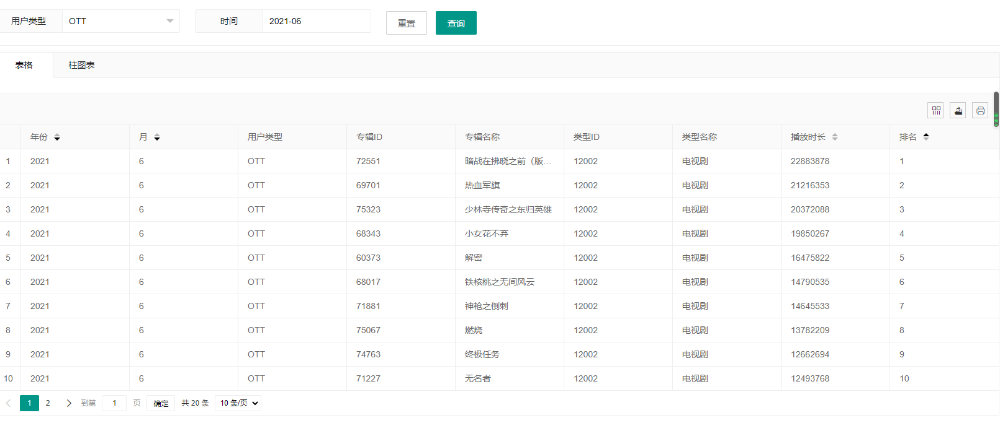 用户类型 OTT 时间 2021-06 重置 查询
表格 柱图表
年份 月 用户类型 专辑ID 专辑名称 类型ID 类型名称 播放时长 排名
1 2021 6 OTT 72551 暗战在拂晓之前（版... 12002 电视剧 22883878 1
2 2021 6 OTT 69701 热血军旗 12002 电视剧 21216353 2
3 2021 6 OTT 75323 少林寺传奇之东归英雄 12002 电视剧 20372088 3
4 2021 6 OTT 68343 小女花不弃 12002 电视剧 19850267 4
5 2021 6 OTT 60373 解密 12002 电视剧 16475822 5
6 2021 6 OTT 68017 铁核桃之无间风云 12002 电视剧 14790535 6
7 2021 6 OTT 71881 神枪之倒刺 12002 电视剧 14645533 7
8 2021 6 OTT 75067 燃烧 12002 电视剧 13782209 8
9 2021 6 OTT 74763 终极任务 12002 电视剧 12662694 9
10 2021 6 OTT 71227 无名者 12002 电视剧 12493768 10
1 2 到第 1 页 确定 共 20 条 10 条/页